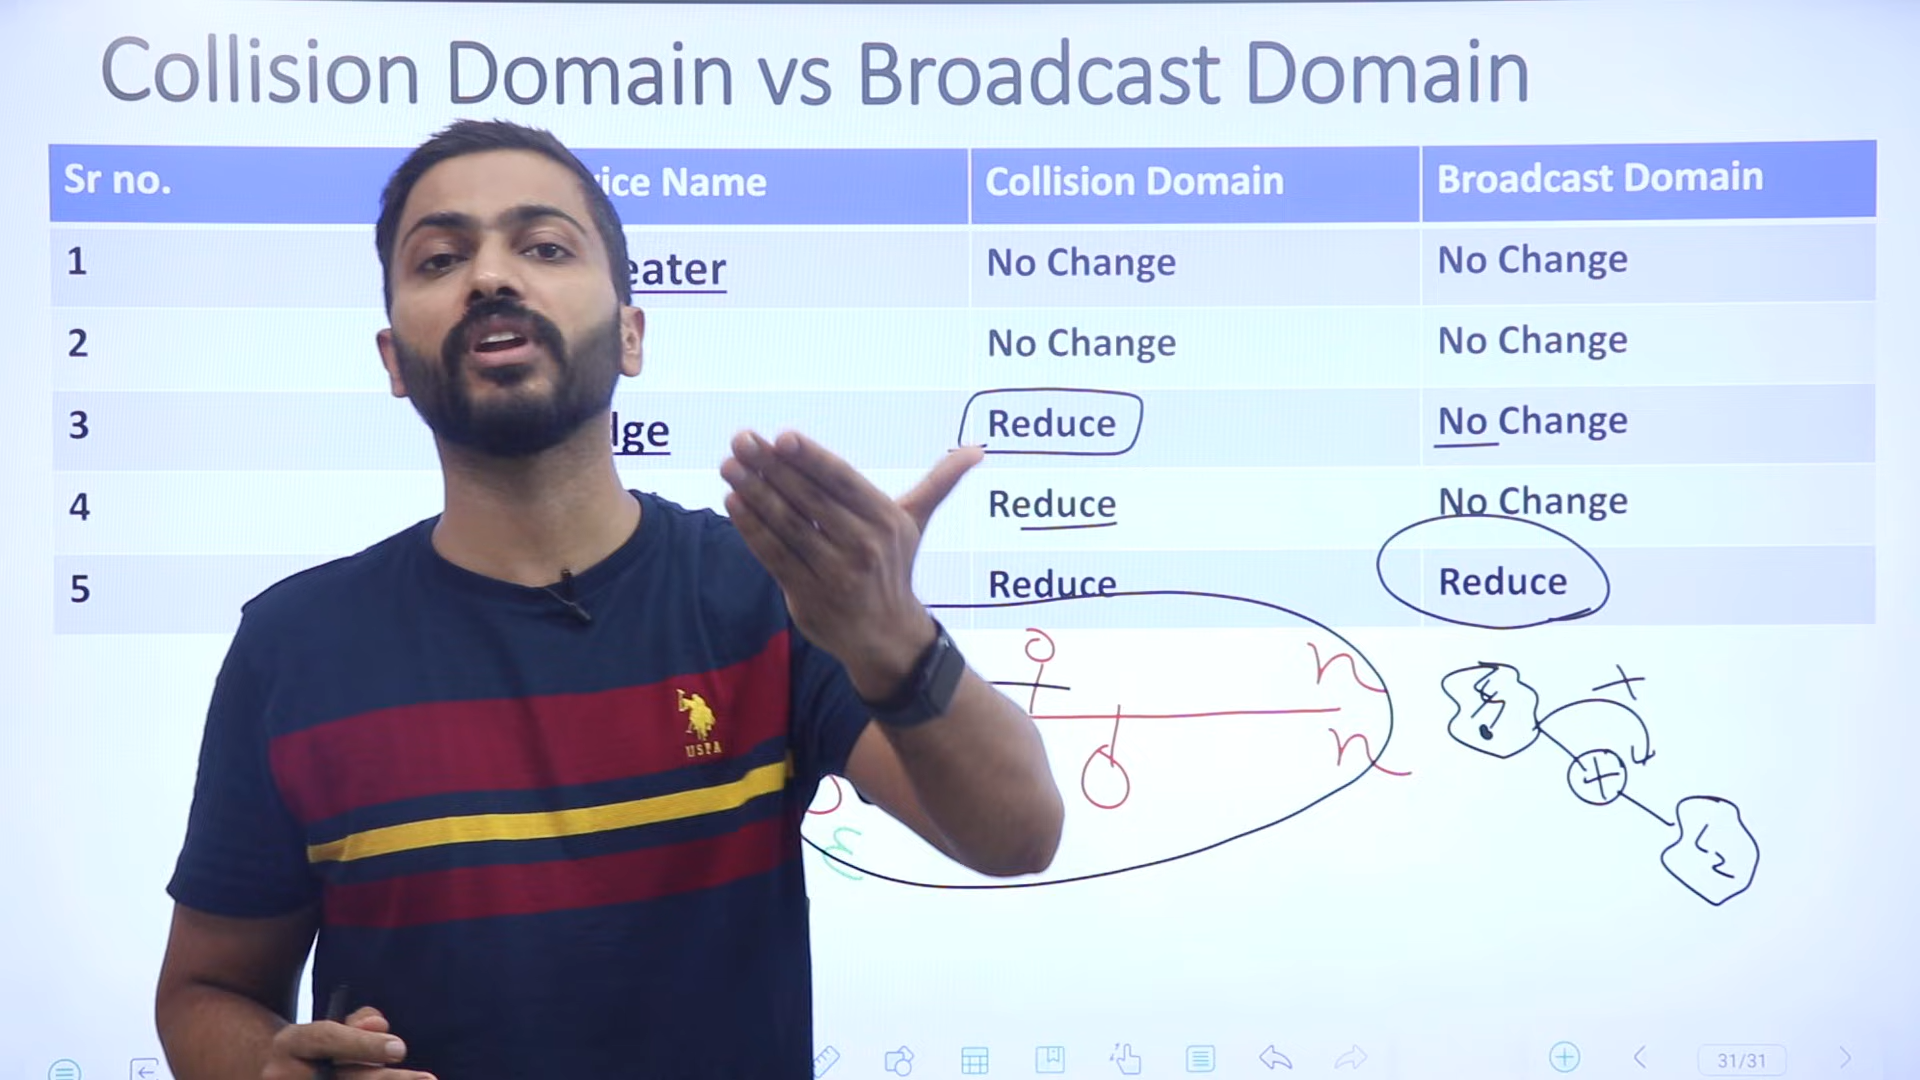 Collision Domain vs Broadcast Domain
Sr no. ice Name Collision Domain Broadcast Domain
1 eater No Change No Change
2 No Change No Change
3 dge Reduce No Change
4 Reduce No Change
5 Reduce Reduce
n
n
L2
USPA
31/31